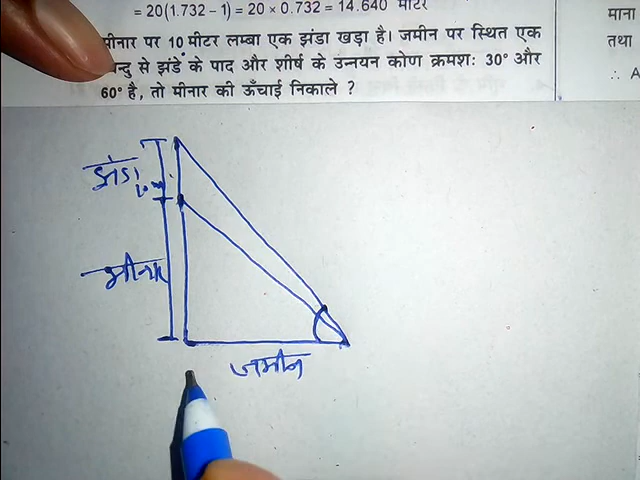 = 20(1.732 – 1) = 20 × 0.732 = 14.640 मीटर
मीनार पर 10 मीटर लम्बा एक झंडा खड़ा है। जमीन पर स्थित एक
से झंडे के पाद और शीर्ष के उन्नयन कोण क्रमशः 30° और
60° है, तो मीनार की ऊँचाई निकाले ?
माना
तथा
∴ A
झंडा
10 m
मीनार
जमीन